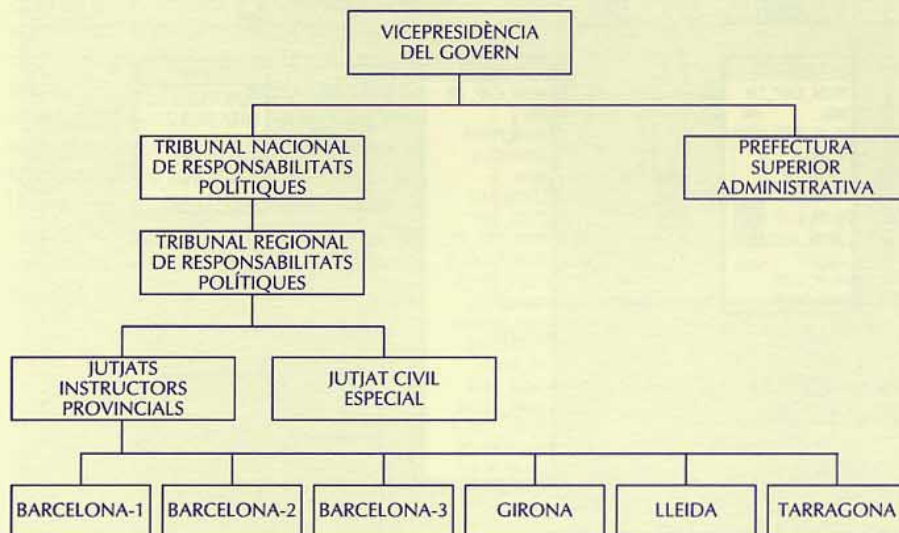 VICEPRESIDÈNCIA
DEL GOVERN
TRIBUNAL NACIONAL
DE RESPONSABILITATS
POLÍTIQUES
PREFECTURA
SUPERIOR
ADMINISTRATIVA
TRIBUNAL REGIONAL
DE RESPONSABILITATS
POLÍTIQUES
JUTJATS
INSTRUCTORS
PROVINCIALS
JUTJAT CIVIL
ESPECIAL
BARCELONA-1
BARCELONA-2
BARCELONA-3
GIRONA
LLEIDA
TARRAGONA